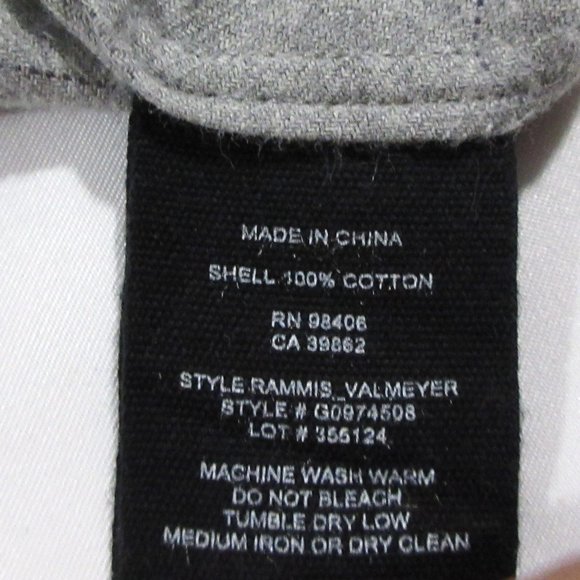 MADE IN CHINA
SHELL 100% COTTON
RN 98406
CA 39862
STYLE RAMMIS_VALMEYER
STYLE # G0974508
LOT # 355124
MACHINE WASH WARM
DO NOT BLEACH
TUMBLE DRY LOW
MEDIUM IRON OR DRY CLEAN